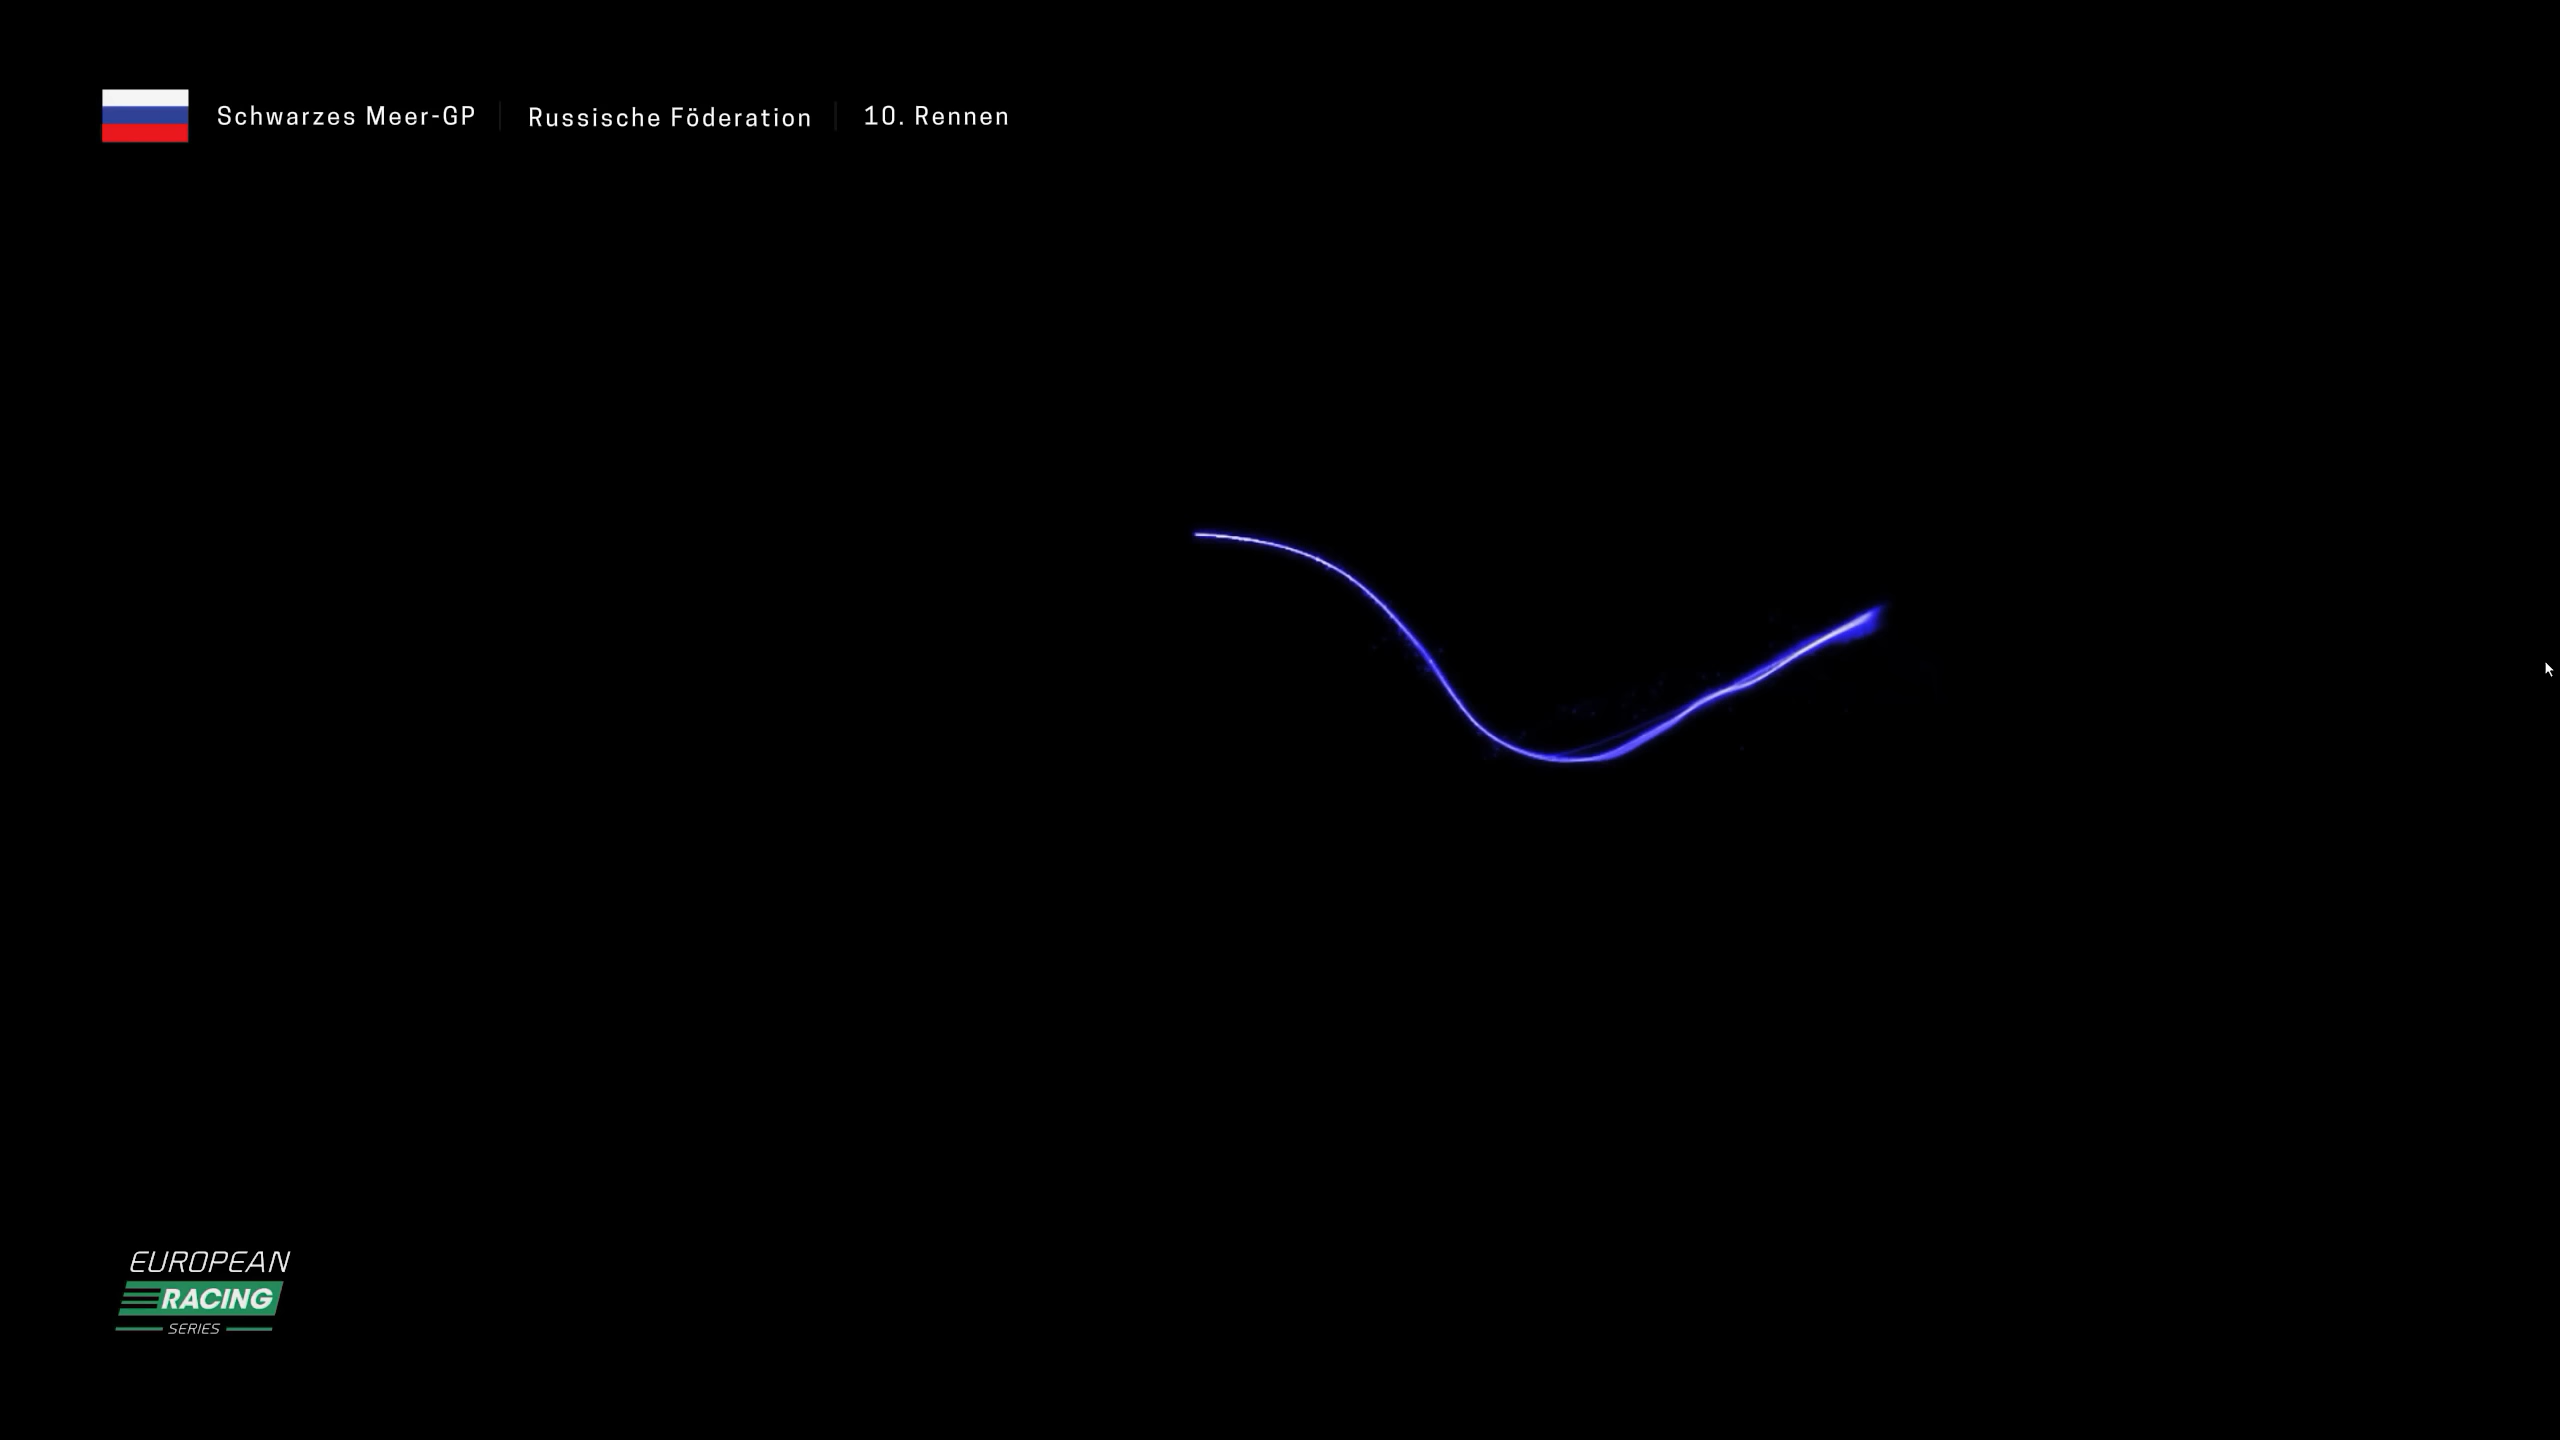 Schwarzes Meer-GP
Russische Föderation
10. Rennen
EUROPEAN
RACING
SERIES